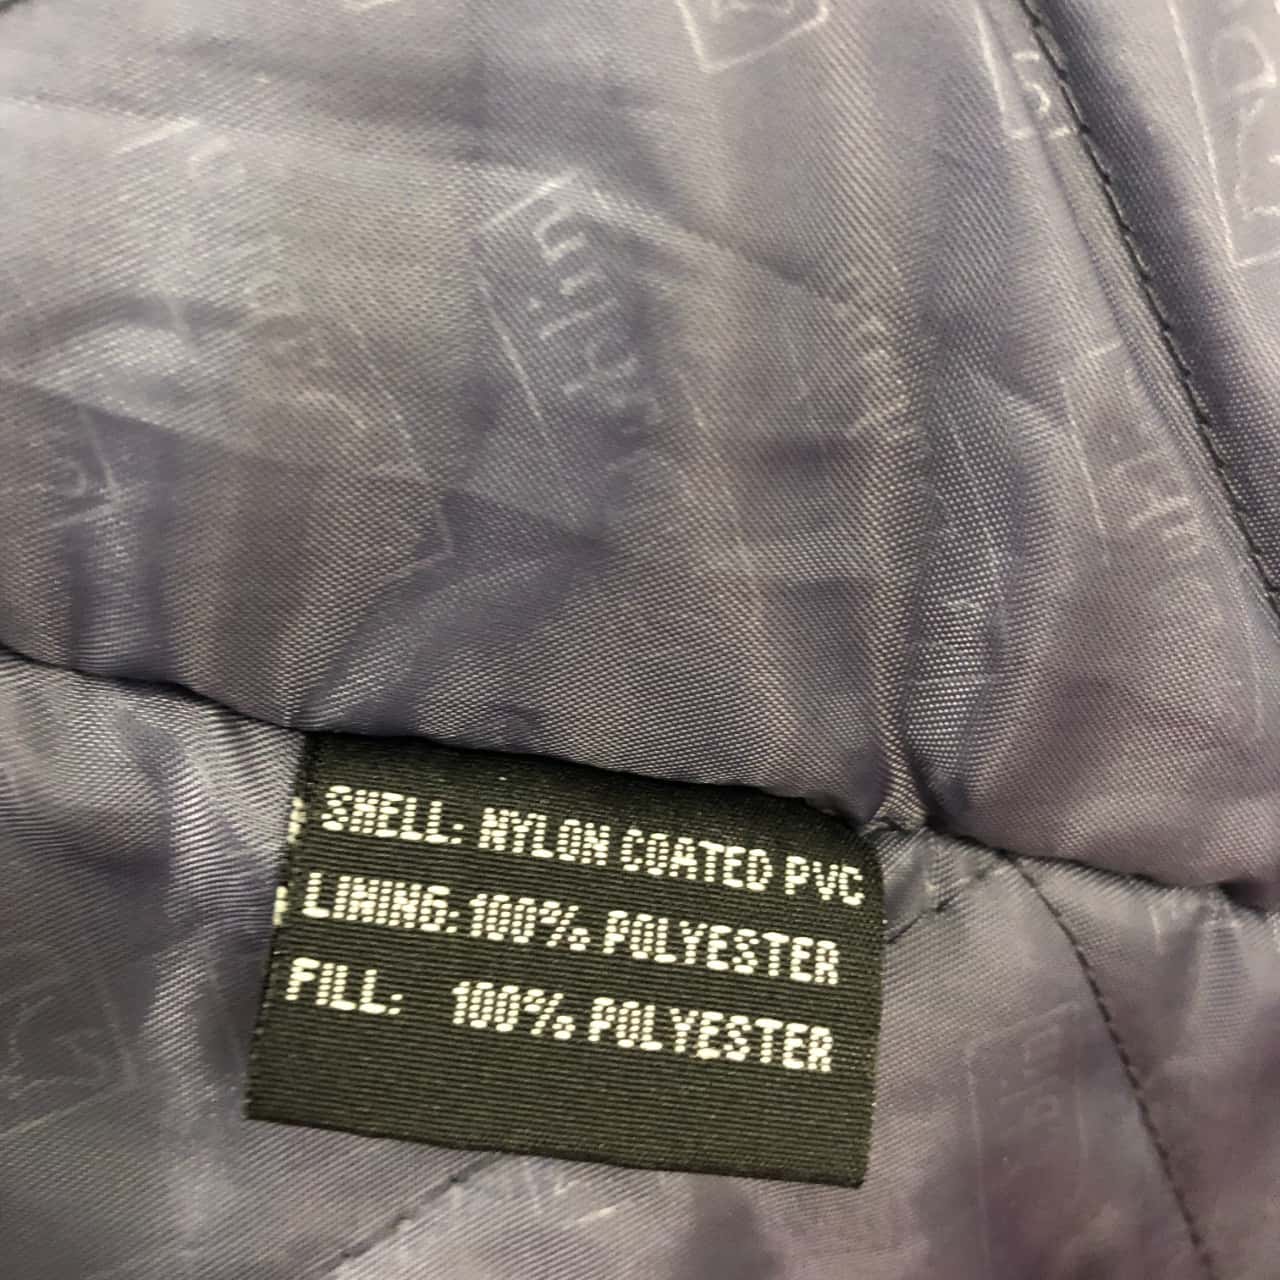 SHELL: NYLON COATED PVC
LINING: 100% POLYESTER
FILL: 100% POLYESTER